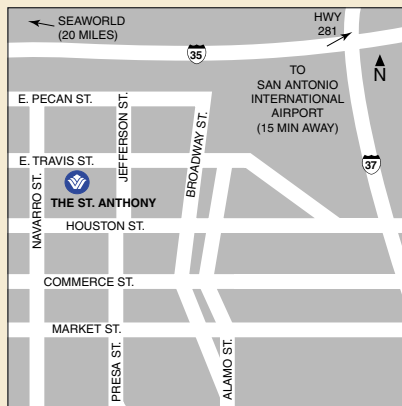 SEAWORLD
(20 MILES)
HWY
281
35
TO
SAN ANTONIO
INTERNATIONAL
AIRPORT
(15 MIN AWAY)
N
E. PECAN ST.
JEFFERSON ST.
BROADWAY ST.
37
E. TRAVIS ST.
NAVARRO ST.
THE ST. ANTHONY
HOUSTON ST.
COMMERCE ST.
MARKET ST.
PRESA ST.
ALAMO ST.